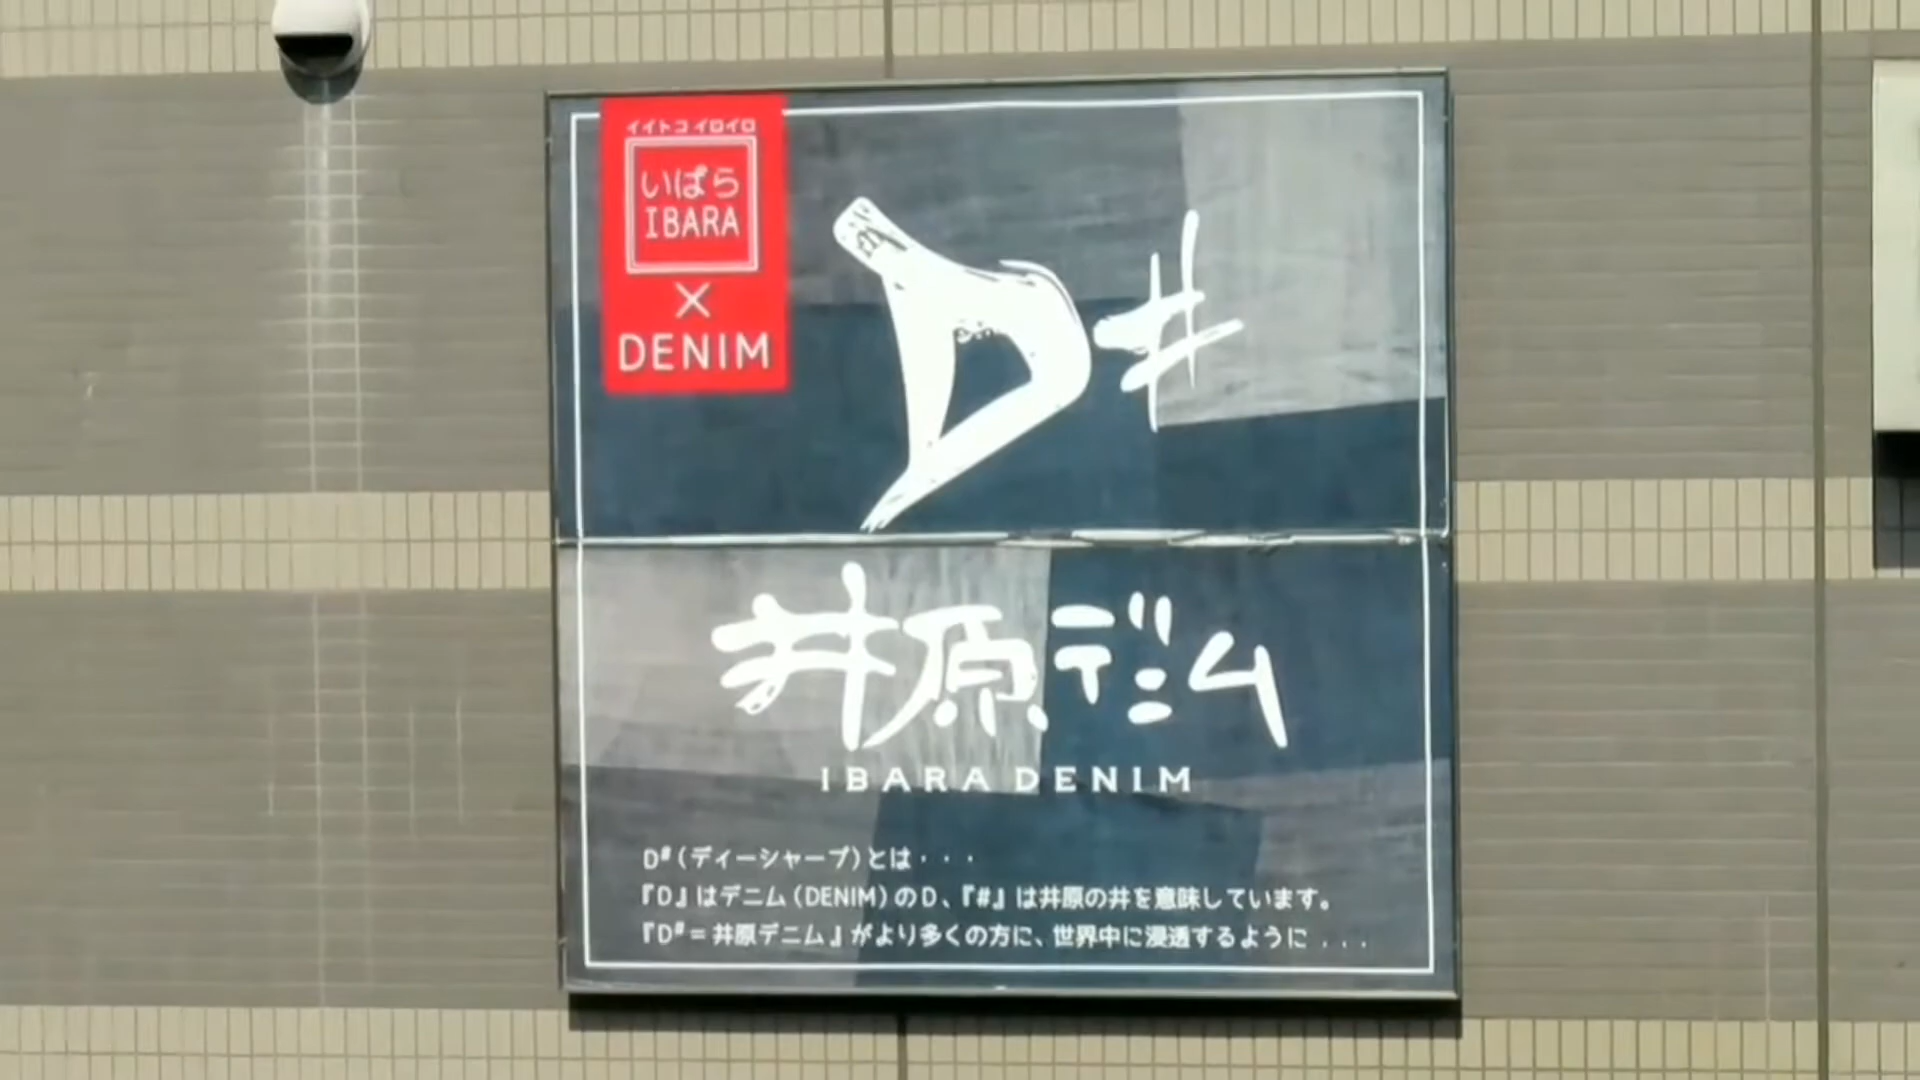 イイトコ イロイロ
いばら
IBARA
×
DENIM
D#
井原デニム
IBARA DENIM
D#(ディーシャープ)とは・・・
『D』はデニム(DENIM)のD、『#』は井原の井を意味しています。
『D#=井原デニム』がより多くの方に、世界中に浸透するように...